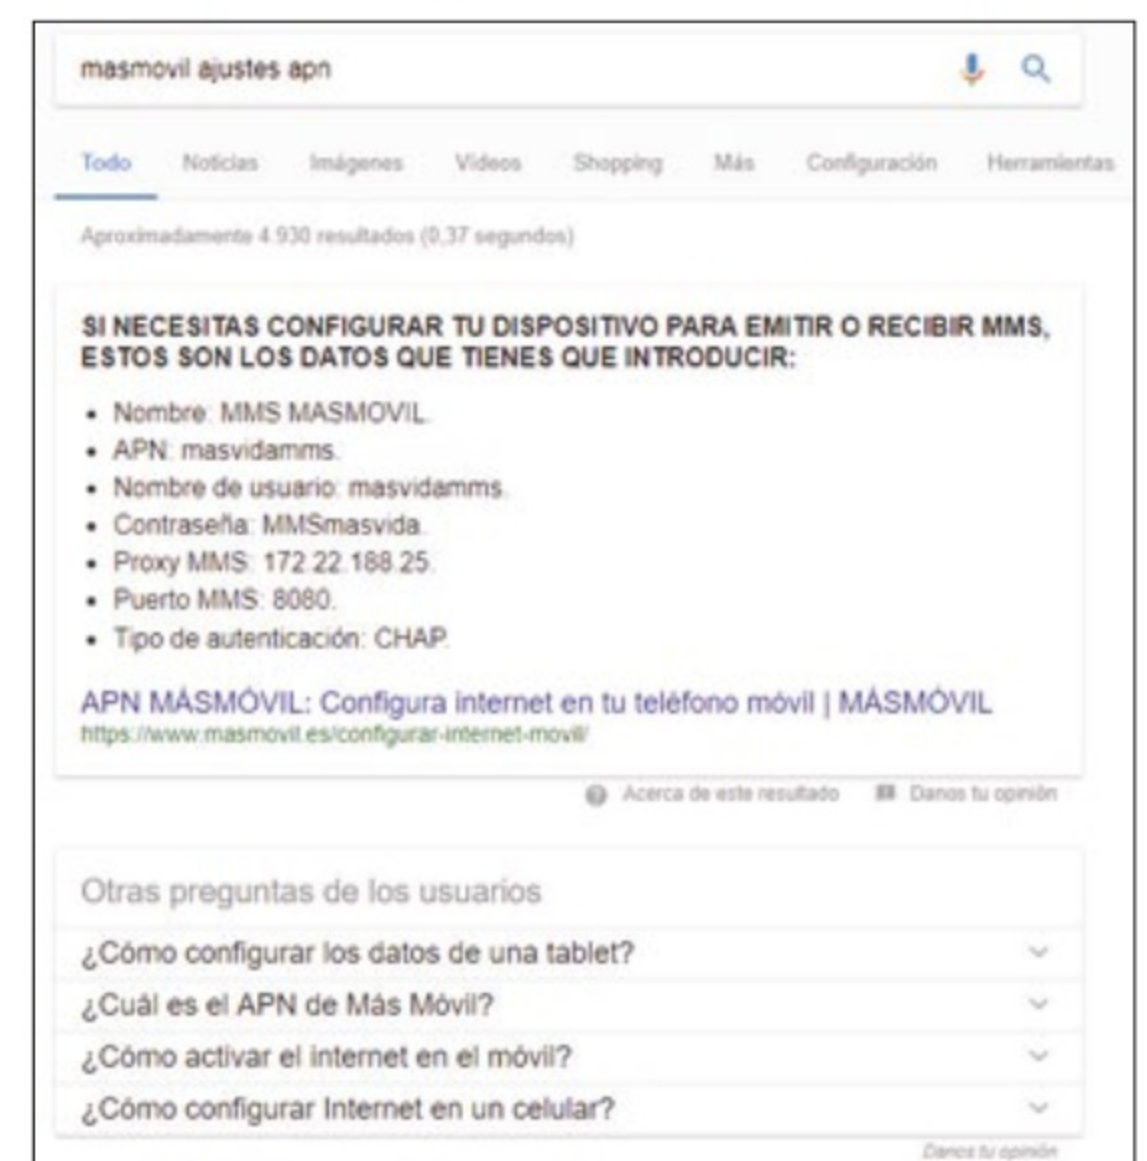 masmovil ajustes apn
Todo Noticias Imágenes Vídeos Shopping Más Configuración Herramientas
Aproximadamente 4.930 resultados (0,37 segundos)
SI NECESITAS CONFIGURAR TU DISPOSITIVO PARA EMITIR O RECIBIR MMS,
ESTOS SON LOS DATOS QUE TIENES QUE INTRODUCIR:
• Nombre: MMS MASMOVIL.
• APN: masvidamms.
• Nombre de usuario: masvidamms.
• Contraseña: MMSmasvida.
• Proxy MMS: 172.22.188.25.
• Puerto MMS: 8080.
• Tipo de autenticación: CHAP.
APN MÁSMÓVIL: Configura internet en tu teléfono móvil | MÁSMÓVIL
https://www.masmovil.es/configurar-internet-movil/
Acerca de este resultado Danos tu opinión
Otras preguntas de los usuarios
¿Cómo configurar los datos de una tablet?
¿Cuál es el APN de Más Móvil?
¿Cómo activar el internet en el móvil?
¿Cómo configurar Internet en un celular?
Danos tu opinión